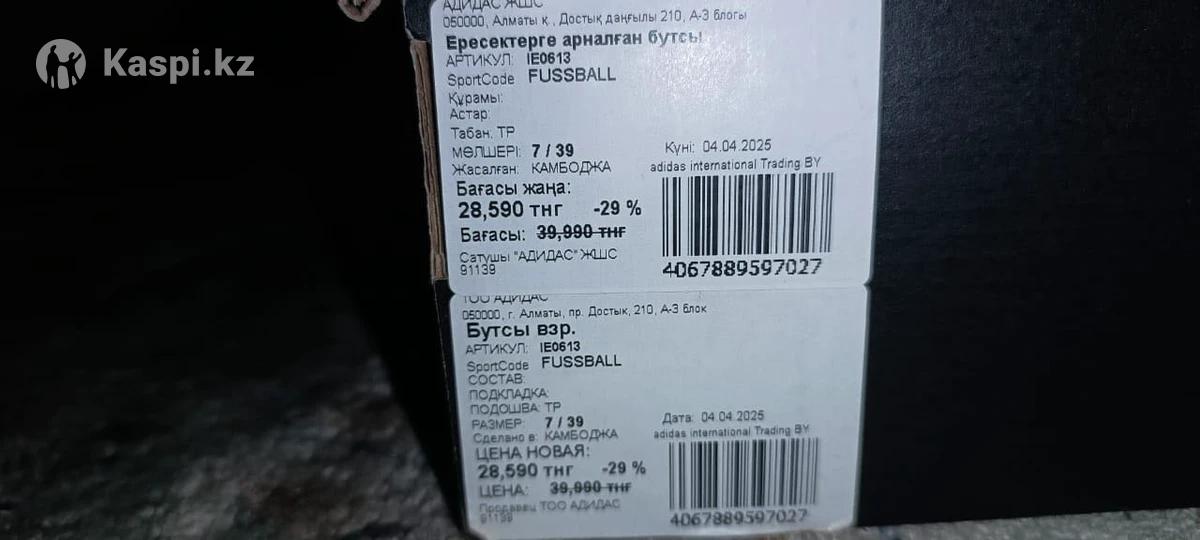 Kaspi.kz
АДИДАС ЖШС
050000, Алматы қ., Достық даңғылы 210, А-3 блогы
Ересектерге арналған бутсы
АРТИКУЛ: IE0613
SportCode FUSSBALL
Құрамы:
Астар:
Табан: TP
МӨЛШЕРІ: 7 / 39
Күні: 04.04.2025
Жасалған: КАМБОДЖА
adidas international Trading BY
Бағасы жаңа:
28,590 ТНГ -29 %
Бағасы: 39,990 ТНГ
Сатушы "АДИДАС" ЖШС
91139
4067889597027
ТОО АДИДАС
050000, г. Алматы, пр. Достык, 210, А-3 блок
Бутсы взр.
АРТИКУЛ: IE0613
SportCode FUSSBALL
СОСТАВ:
ПОДКЛАДКА:
ПОДОШВА: TP
РАЗМЕР: 7 / 39
Дата: 04.04.2025
Сделано в: КАМБОДЖА
adidas international Trading BY
ЦЕНА НОВАЯ:
28,590 ТНГ -29 %
ЦЕНА: 39,990 ТНГ
Продавец ТОО АДИДАС
91139
4067889597027